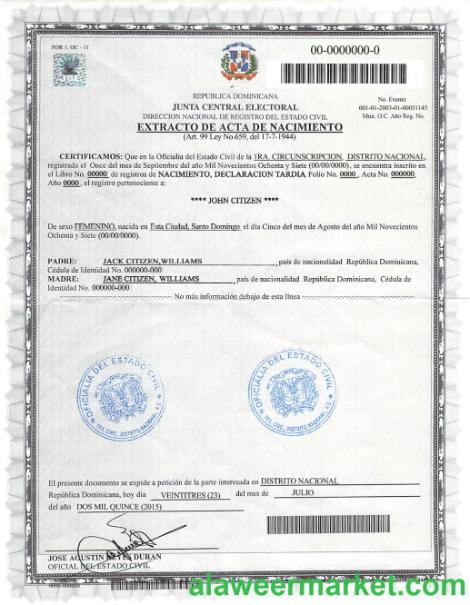 FOR 1. OC - 11
00-0000000-0
REPUBLICA DOMINICANA
JUNTA CENTRAL ELECTORAL
DIRECCION NACIONAL DE REGISTRO DEL ESTADO CIVIL
EXTRACTO DE ACTA DE NACIMIENTO
(Art. 99 Ley No.659, del 17-7-1944)
No. Evento
001-01-2003-01-00031145
Mun. O.C. Año Reg. No.
CERTIFICAMOS: Que en la Oficialia del Estado Civil de la 1RA. CIRCUNSCRIPCION, DISTRITO NACIONAL,
registrado el Once del mes de Septiembre del año Mil Novecientos Ochenta y Siete (00/00/0000), se encuentra inscrito en
el Libro No. 00000 de registros de NACIMIENTO, DECLARACION TARDIA Folio No. 0000, Acta No. 000000,
Año 0000, el registro perteneciente a:
**** JOHN CITIZEN ****
De sexo FEMENINO, nacida en Esta Ciudad, Santo Domingo, el día Cinco del mes de Agosto del año Mil Novecientos
Ochenta y Siete (00/00/0000).
PADRE: JACK CITIZEN,WILLIAMS, país de nacionalidad República Dominicana,
Cédula de Identidad No. 000000-000
MADRE: JANE CITIZEN, WILLIAMS, país de nacionalidad República Dominicana, Cédula de
Identidad No. 000000-000
No más información debajo de esta línea
OFICIALIA DEL ESTADO CIVIL
1RA. CIRC. DISTRITO NACIONAL
OFICIALIA DEL ESTADO CIVIL
1RA. CIRC. DISTRITO NACIONAL
El presente documento se expide a petición de la parte interesada en DISTRITO NACIONAL
República Dominicana, hoy día VEINTITRES (23) del mes de JULIO
del año DOS MIL QUINCE (2015)
JOSE AGUSTIN REYES DURAN
OFICIAL DEL ESTADO CIVIL
alaweermarket.com